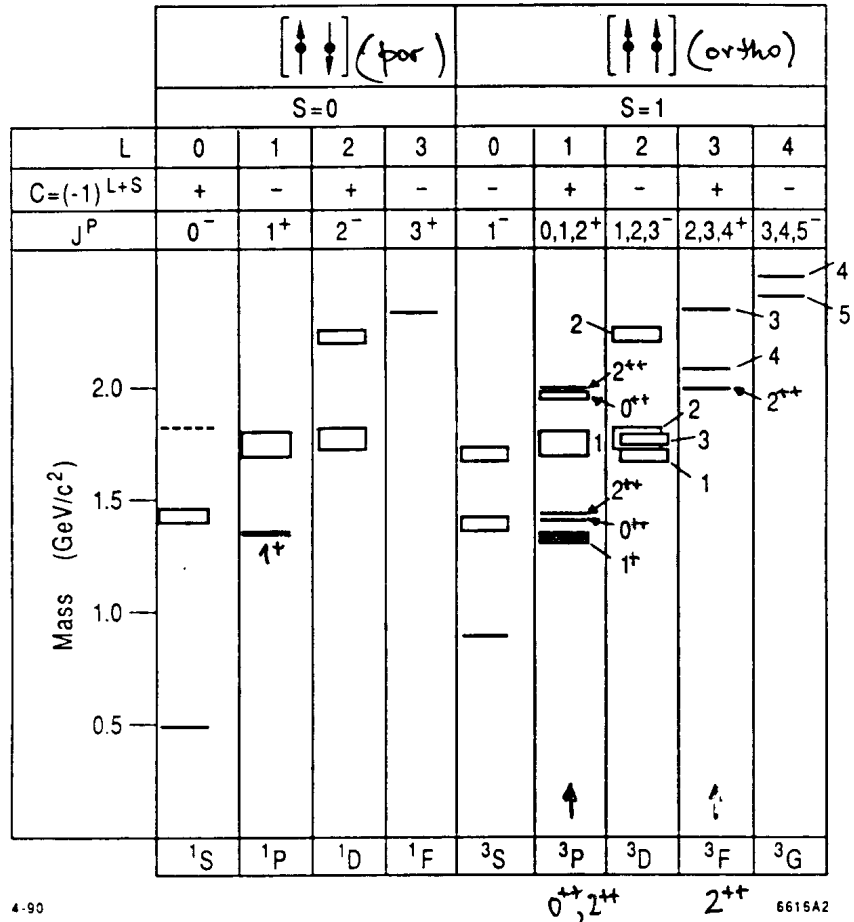 [↑ ↓] (par) [↑ ↑] (ortho)
S=0 S=1
L 0 1 2 3 0 1 2 3 4
C=(-1)^{L+S} + - + - - + - + -
J^P 0^- 1^+ 2^- 3^+ 1^- 0,1,2^+ 1,2,3^- 2,3,4^+ 3,4,5^-
4
5
2 3
2^{++} 4
2.0 0^{++} 2^{++}
2
1 3
1
1.5 2^{++}
0^{++}
1^+ 1^+
Mass (GeV/c^2)
1.0
0.5
^1S ^1P ^1D ^1F ^3S ^3P ^3D ^3F ^3G
0^{++}, 2^{++} 2^{++}
4-90 6615A2